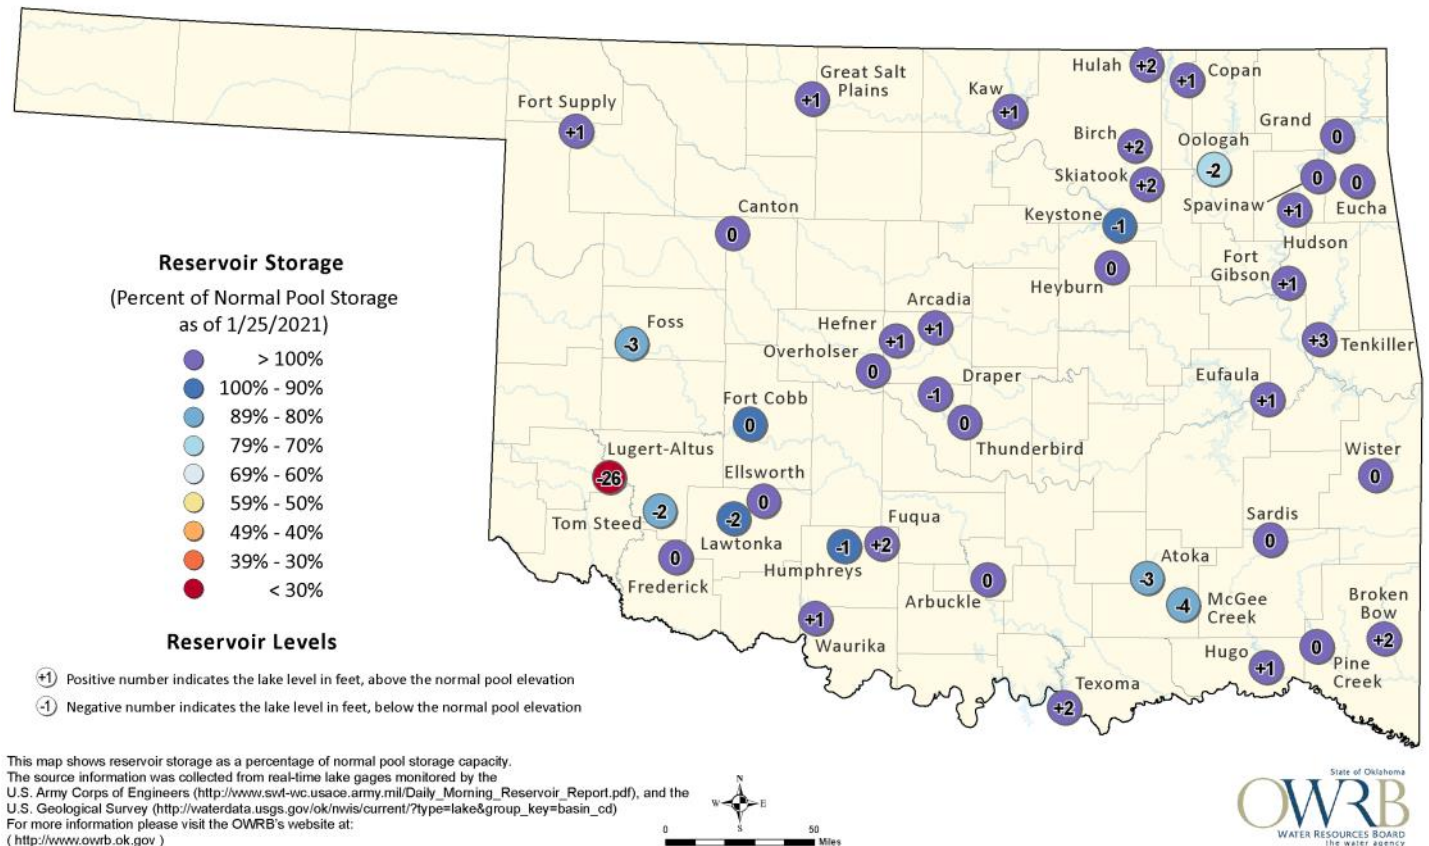 Hulah
+2
+1
Copan
Great Salt
Plains
+1
Kaw
+1
Fort Supply
+1
Birch
+2
Oologah
-2
Grand
0
Skiatook
+2
0
0
Spavinaw
Eucha
+1
Hudson
Keystone
-1
Canton
0
Heyburn
0
Fort
Gibson
+1
Reservoir Storage
(Percent of Normal Pool Storage
as of 1/25/2021)
> 100%
100% - 90%
89% - 80%
79% - 70%
69% - 60%
59% - 50%
49% - 40%
39% - 30%
< 30%
Foss
-3
Arcadia
+1
Hefner
+1
Overholser
0
Draper
-1
0
Thunderbird
+3
Tenkiller
Eufaula
+1
Fort Cobb
0
Lugert-Altus
-26
Ellsworth
0
Wister
0
Tom Steed
-2
-2
Lawtonka
Fuqua
+2
-1
Humphreys
Sardis
0
0
Frederick
Arbuckle
0
Atoka
-3
-4
McGee
Creek
Broken
Bow
+2
+1
Waurika
Hugo
+1
0
Pine
Creek
Texoma
+2
Reservoir Levels
+1 Positive number indicates the lake level in feet, above the normal pool elevation
-1 Negative number indicates the lake level in feet, below the normal pool elevation
This map shows reservoir storage as a percentage of normal pool storage capacity.
The source information was collected from real-time lake gages monitored by the
U.S. Army Corps of Engineers (http://www.swt-wc.usace.army.mil/Daily_Morning_Reservoir_Report.pdf), and the
U.S. Geological Survey (http://waterdata.usgs.gov/ok/nwis/current/?type=lake&group_key=basin_cd)
For more information please visit the OWRB's website at:
( http://www.owrb.ok.gov )
N
W E
S
0 50
Miles
State of Oklahoma
OWRB
WATER RESOURCES BOARD
the water agency